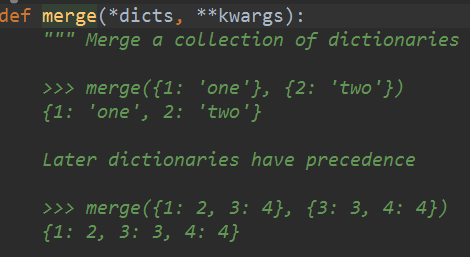 def merge(*dicts, **kwargs):
    """ Merge a collection of dictionaries
    >>> merge({1: 'one'}, {2: 'two'})
    {1: 'one', 2: 'two'}
    Later dictionaries have precedence
    >>> merge({1: 2, 3: 4}, {3: 3, 4: 4})
    {1: 2, 3: 3, 4: 4}